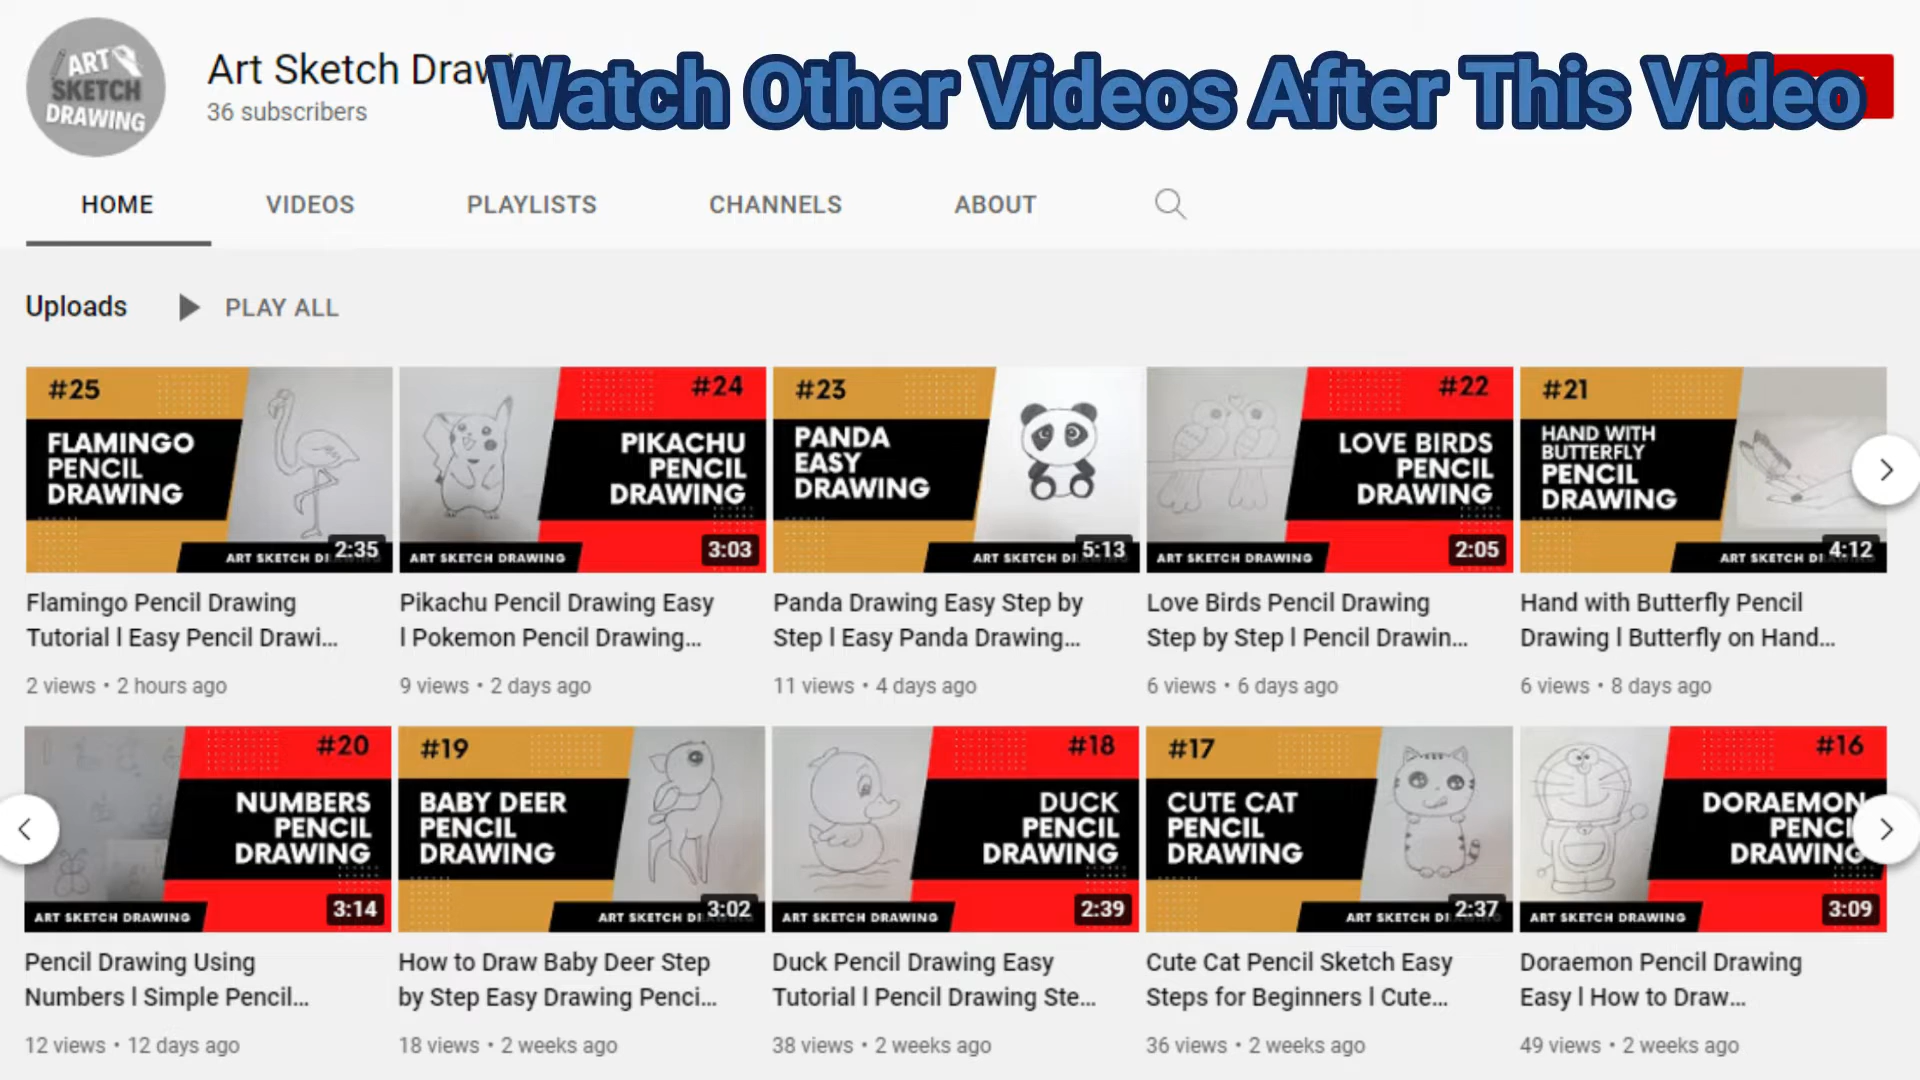 ART
SKETCH
DRAWING
Art Sketch Draw
36 subscribers
Watch Other Videos After This Video
HOME VIDEOS PLAYLISTS CHANNELS ABOUT
Uploads PLAY ALL
#25
FLAMINGO
PENCIL
DRAWING
ART SKETCH DRAWING
2:35
#24
PIKACHU
PENCIL
DRAWING
ART SKETCH DRAWING
3:03
#23
PANDA
EASY
DRAWING
ART SKETCH DRAWING
5:13
#22
LOVE BIRDS
PENCIL
DRAWING
ART SKETCH DRAWING
2:05
#21
HAND WITH
BUTTERFLY
PENCIL
DRAWING
ART SKETCH DRAWING
4:12
Flamingo Pencil Drawing
Tutorial l Easy Pencil Drawi...
2 views • 2 hours ago
Pikachu Pencil Drawing Easy
l Pokemon Pencil Drawing...
9 views • 2 days ago
Panda Drawing Easy Step by
Step l Easy Panda Drawing...
11 views • 4 days ago
Love Birds Pencil Drawing
Step by Step l Pencil Drawin...
6 views • 6 days ago
Hand with Butterfly Pencil
Drawing l Butterfly on Hand...
6 views • 8 days ago
#20
NUMBERS
PENCIL
DRAWING
ART SKETCH DRAWING
3:14
#19
BABY DEER
PENCIL
DRAWING
ART SKETCH DRAWING
3:02
#18
DUCK
PENCIL
DRAWING
ART SKETCH DRAWING
2:39
#17
CUTE CAT
PENCIL
DRAWING
ART SKETCH DRAWING
2:37
#16
DORAEMON
PENCIL
DRAWING
ART SKETCH DRAWING
3:09
Pencil Drawing Using
Numbers l Simple Pencil...
12 views • 12 days ago
How to Draw Baby Deer Step
by Step Easy Drawing Penci...
18 views • 2 weeks ago
Duck Pencil Drawing Easy
Tutorial l Pencil Drawing Ste...
38 views • 2 weeks ago
Cute Cat Pencil Sketch Easy
Steps for Beginners l Cute...
36 views • 2 weeks ago
Doraemon Pencil Drawing
Easy l How to Draw...
49 views • 2 weeks ago